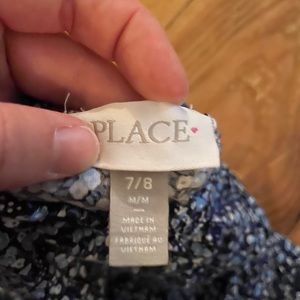 PLACE
7/8
M/M
MADE IN
VIETNAM
FABRIQUÉ AU
VIETNAM